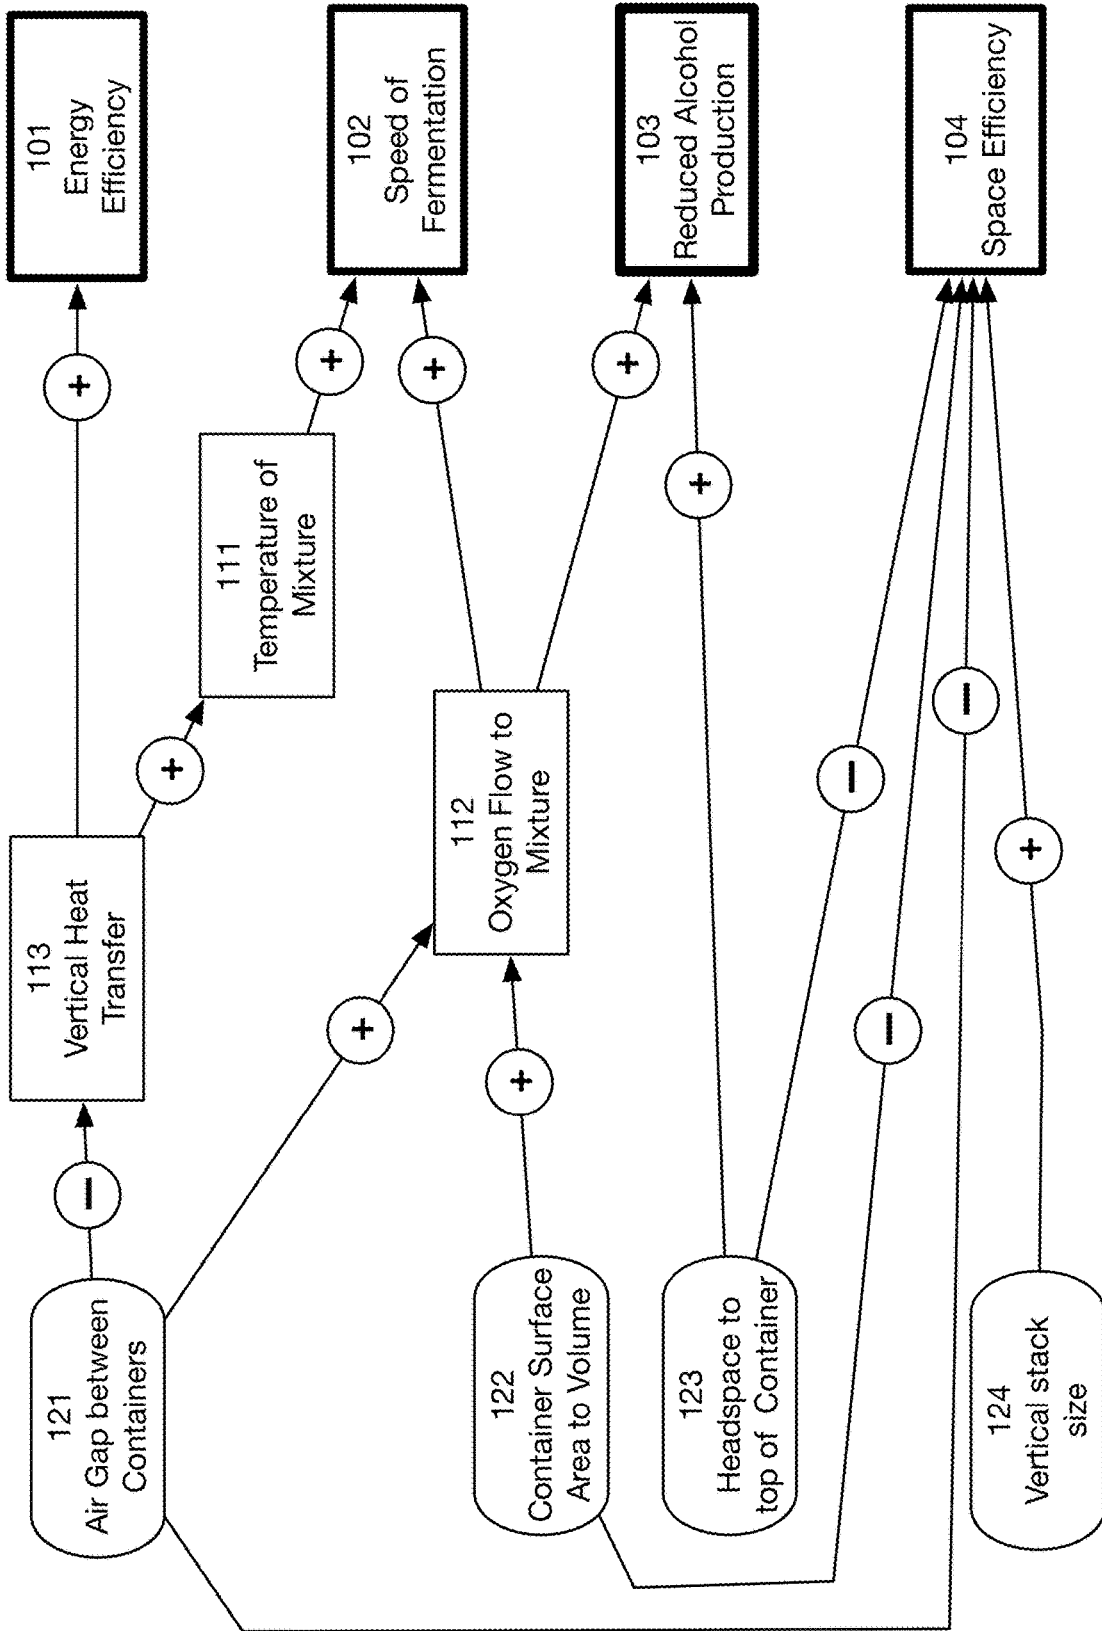 101
Energy
Efficiency
102
Speed of
Fermentation
103
Reduced Alcohol
Production
104
Space Efficiency
+
+
+
+
+
111
Temperature of
Mixture
+
113
Vertical Heat
Transfer
112
Oxygen Flow to
Mixture
−
−
−
+
−
+
+
121
Air Gap between
Containers
122
Container Surface
Area to Volume
123
Headspace to
top of Container
124
Vertical stack
size